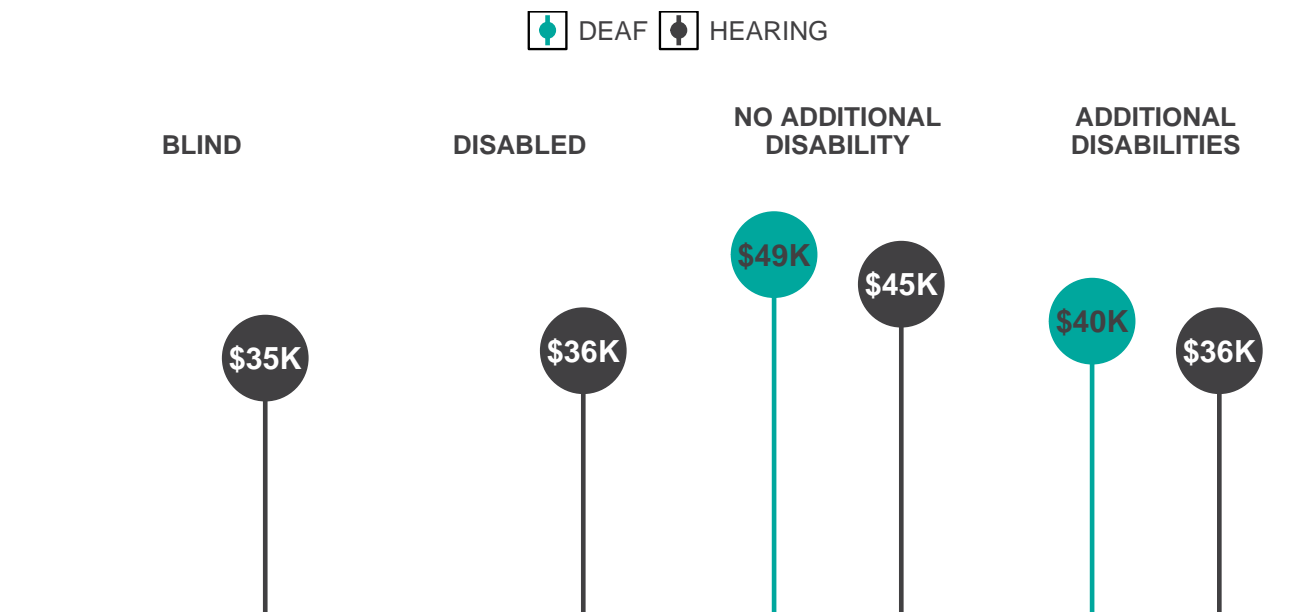 DEAF HEARING
BLIND
DISABLED
NO ADDITIONAL
DISABILITY
ADDITIONAL
DISABILITIES
$35K
$36K
$49K
$45K
$40K
$36K